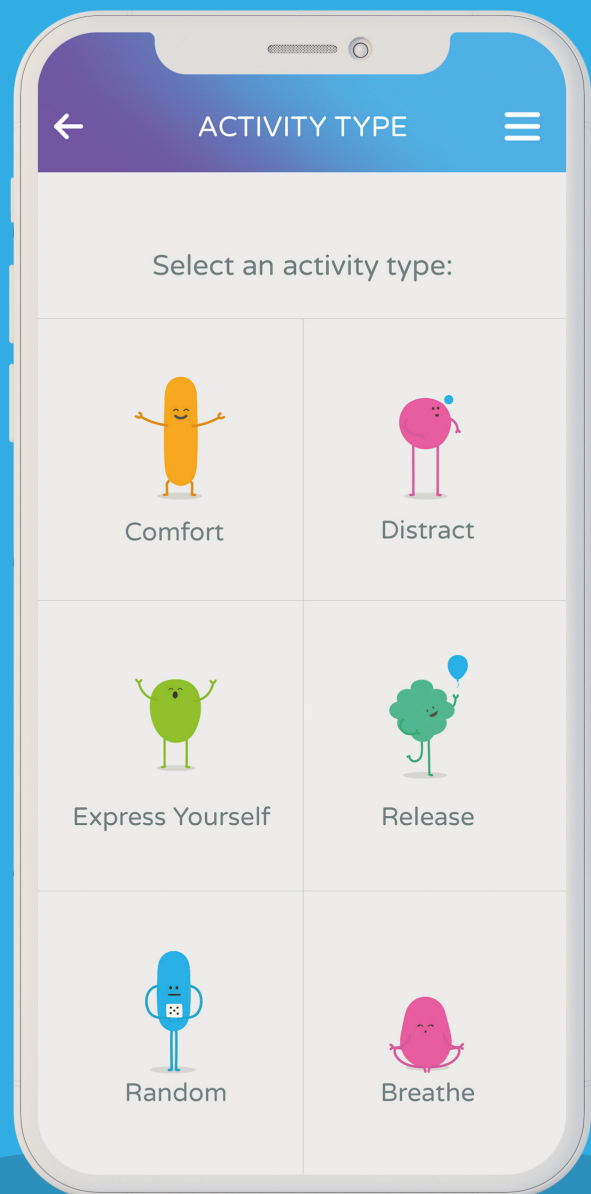 ACTIVITY TYPE
Select an activity type:
Comfort
Distract
Express Yourself
Release
Random
Breathe